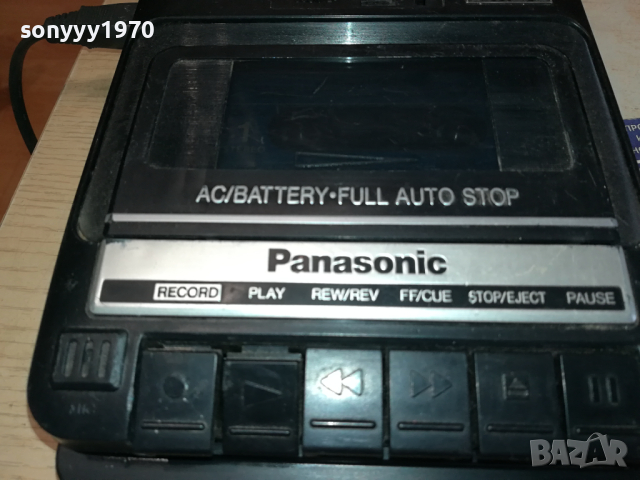 sonyyy1970
AC/BATTERY•FULL AUTO STOP
Panasonic
RECORD PLAY REW/REV FF/CUE STOP/EJECT PAUSE
BAZAR